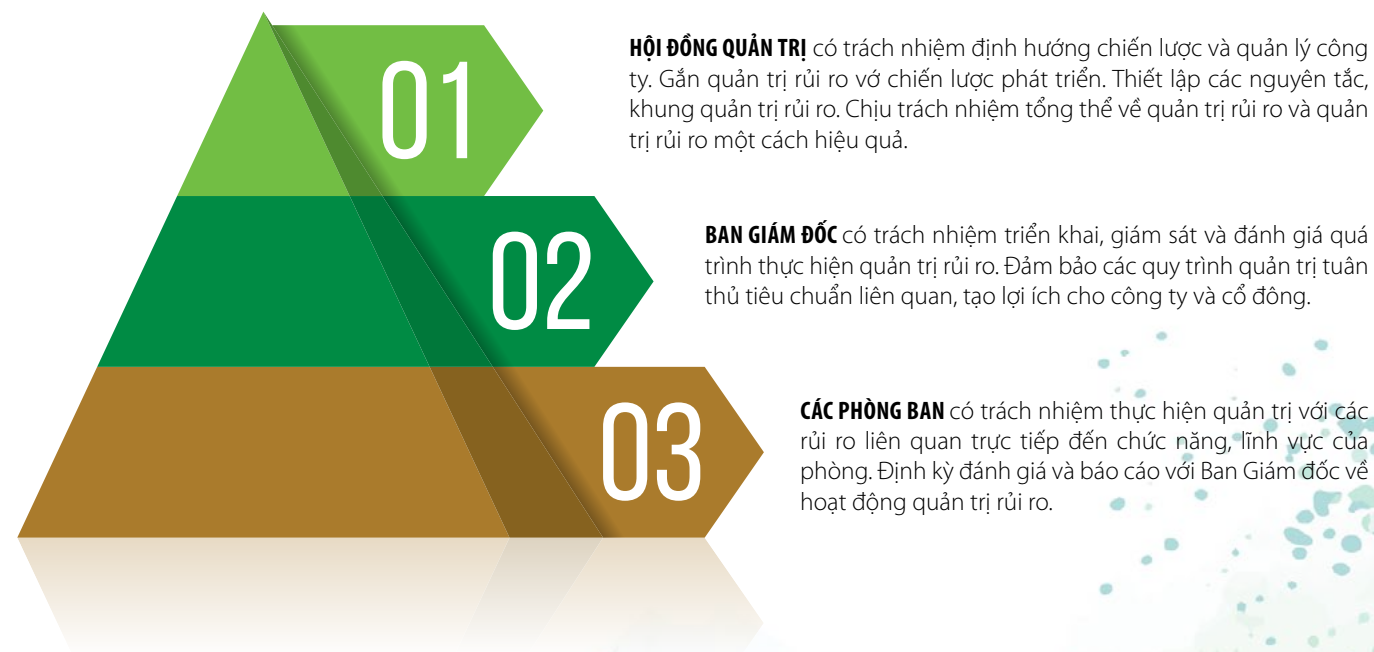 01
HỘI ĐỒNG QUẢN TRỊ có trách nhiệm định hướng chiến lược và quản lý công
ty. Gắn quản trị rủi ro vớ chiến lược phát triển. Thiết lập các nguyên tắc,
khung quản trị rủi ro. Chịu trách nhiệm tổng thể về quản trị rủi ro và quản
trị rủi ro một cách hiệu quả.
02
BAN GIÁM ĐỐC có trách nhiệm triển khai, giám sát và đánh giá quá
trình thực hiện quản trị rủi ro. Đảm bảo các quy trình quản trị tuân
thủ tiêu chuẩn liên quan, tạo lợi ích cho công ty và cổ đông.
03
CÁC PHÒNG BAN có trách nhiệm thực hiện quản trị với các
rủi ro liên quan trực tiếp đến chức năng, lĩnh vực của
phòng. Định kỳ đánh giá và báo cáo với Ban Giám đốc về
hoạt động quản trị rủi ro.